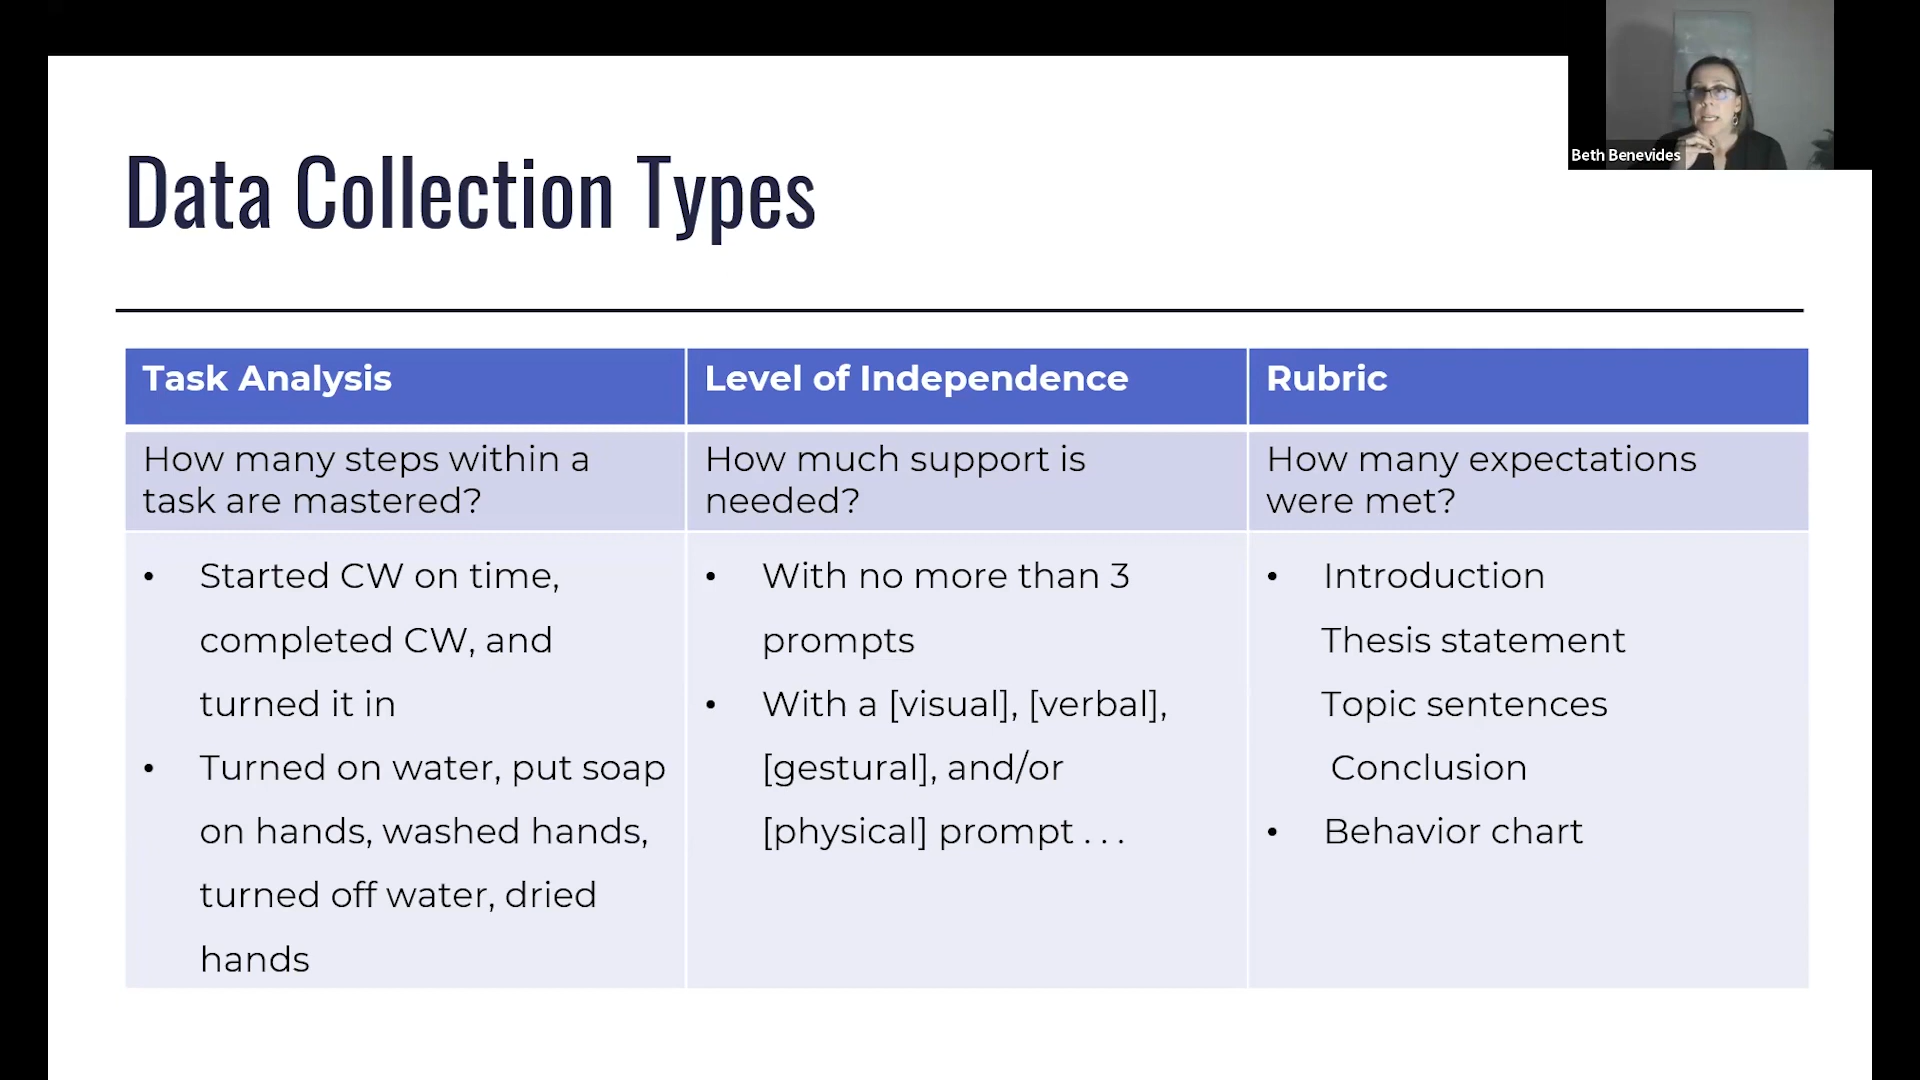 Beth Benevides
Data Collection Types
Task Analysis
How many steps within a
task are mastered?
• Started CW on time,
completed CW, and
turned it in
• Turned on water, put soap
on hands, washed hands,
turned off water, dried
hands
Level of Independence
How much support is
needed?
• With no more than 3
prompts
• With a [visual], [verbal],
[gestural], and/or
[physical] prompt . . .
Rubric
How many expectations
were met?
• Introduction
Thesis statement
Topic sentences
Conclusion
• Behavior chart